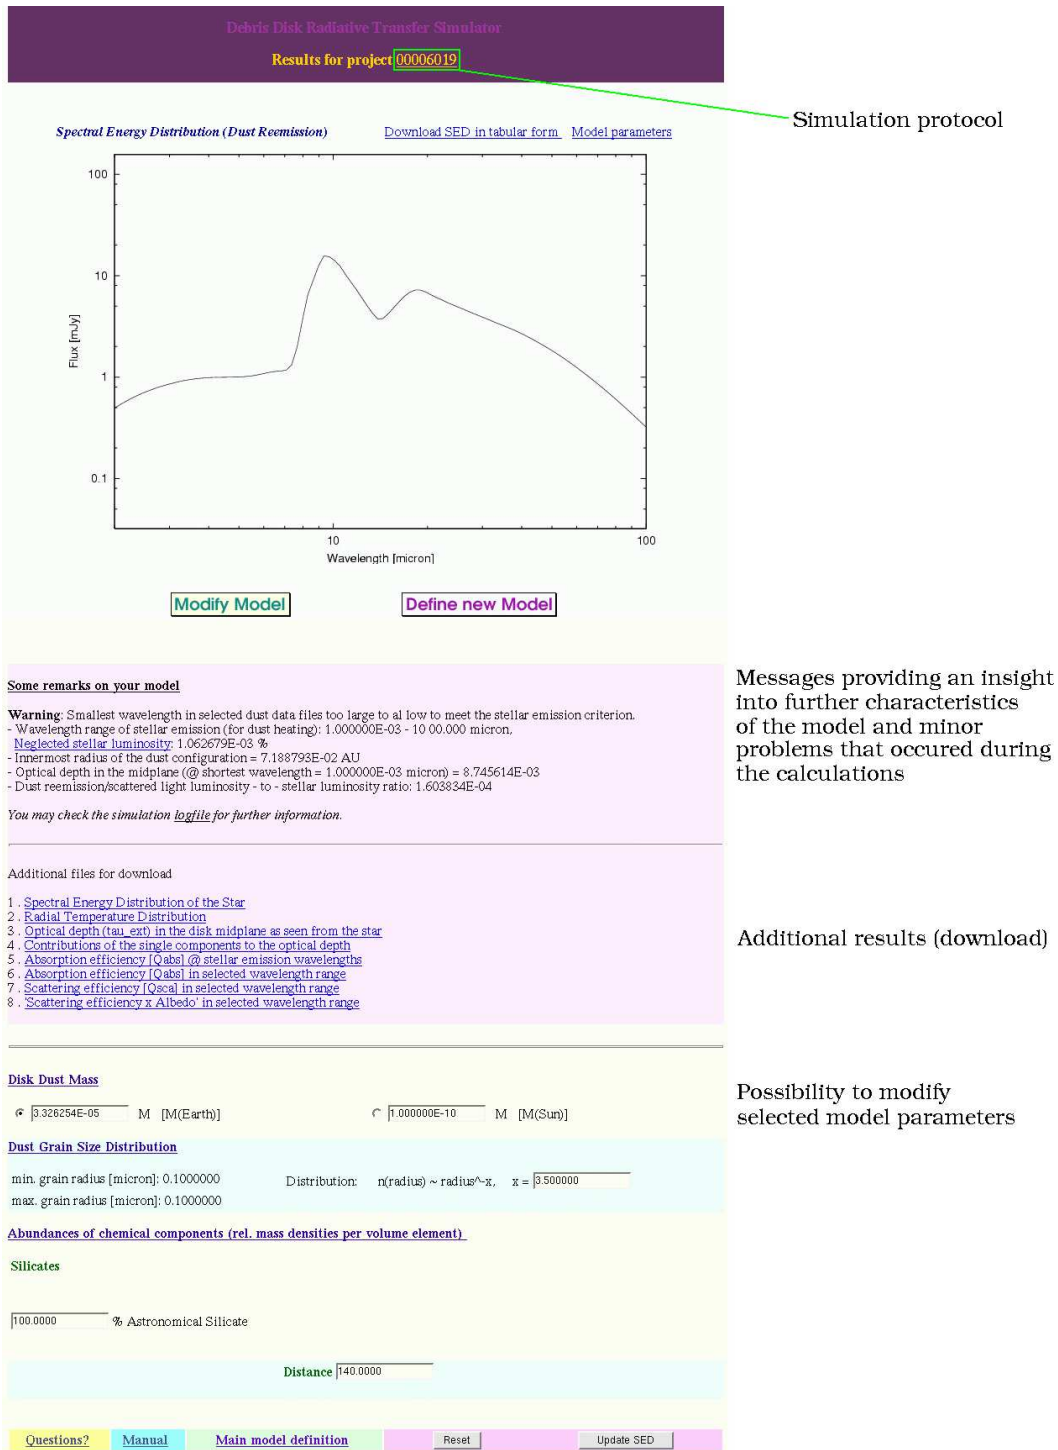 Debris Disk Radiative Transfer Simulator
Results for project 00006019
Simulation protocol
Spectral Energy Distribution (Dust Reemission) Download SED in tabular form Model parameters
100
10
1
0.1
Flux [mJy]
10 100
Wavelength [micron]
Modify Model Define new Model
Some remarks on your model
Warning: Smallest wavelength in selected dust data files too large to al low to meet the stellar emission criterion.
- Wavelength range of stellar emission (for dust heating): 1.000000E-03 - 10 00.000 micron,
Neglected stellar luminosity: 1.062679E-03 %
- Innermost radius of the dust configuration = 7.188793E-02 AU
- Optical depth in the midplane (@ shortest wavelength = 1.000000E-03 micron) = 8.745614E-03
- Dust reemission/scattered light luminosity - to - stellar luminosity ratio: 1.603834E-04
You may check the simulation logfile for further information.
Messages providing an insight
into further characteristics
of the model and minor
problems that occured during
the calculations
Additional files for download
1 . Spectral Energy Distribution of the Star
2 . Radial Temperature Distribution
3 . Optical depth (tau_ext) in the disk midplane as seen from the star
4 . Contributions of the single components to the optical depth
5 . Absorption efficiency [Qabs] @ stellar emission wavelengths
6 . Absorption efficiency [Qabs] in selected wavelength range
7 . Scattering efficiency [Qsca] in selected wavelength range
8 . 'Scattering efficiency x Albedo' in selected wavelength range
Additional results (download)
Disk Dust Mass
3.326254E-05 M [M(Earth)] 1.000000E-10 M [M(Sun)]
Possibility to modify
selected model parameters
Dust Grain Size Distribution
min. grain radius [micron]: 0.1000000 Distribution: n(radius) ~ radius^-x, x = 3.500000
max. grain radius [micron]: 0.1000000
Abundances of chemical components (rel. mass densities per volume element)
Silicates
100.0000 % Astronomical Silicate
Distance 140.0000
Questions? Manual Main model definition Reset Update SED